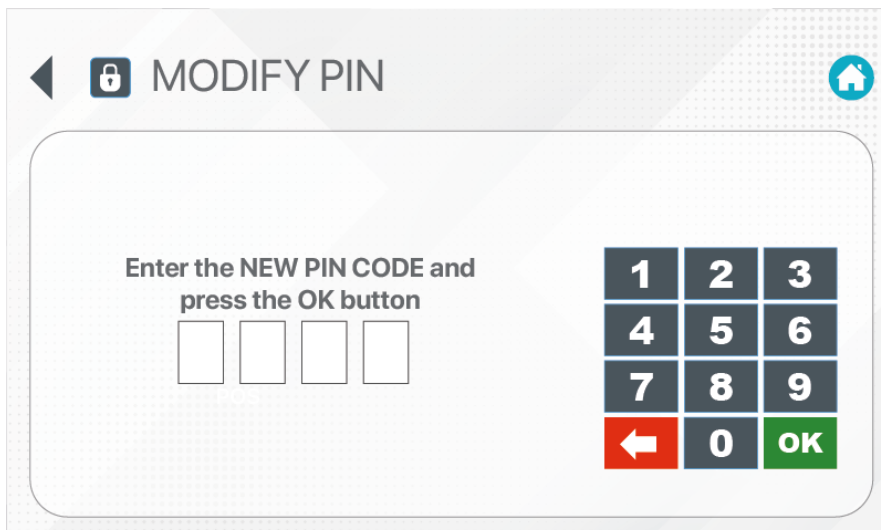 MODIFY PIN
Enter the NEW PIN CODE and
press the OK button
1 2 3
4 5 6
7 8 9
0 OK